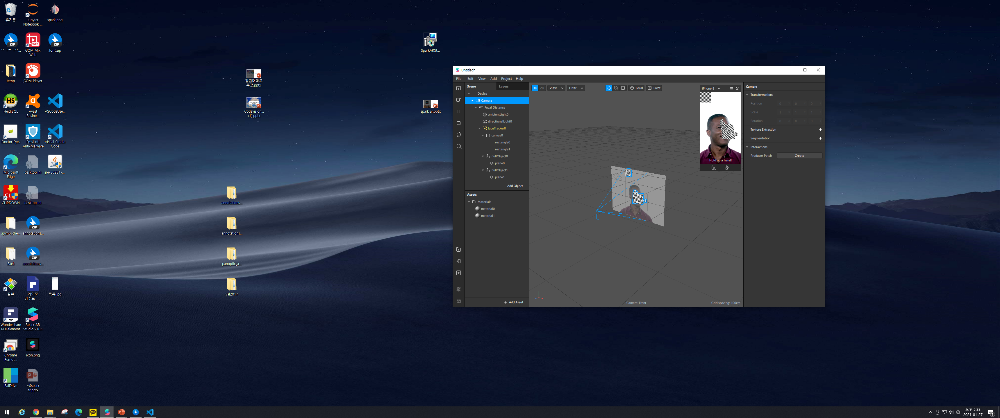 휴지통
Jupyter
Notebook ...
spark.png
ZIP
GOM Mix
Web
ZIP
font.zip
temp
GOM Player
HS
HeidiSQL
Avast
Busine...
VSCodeUse...
Doctor Eyes
Emsisoft
Anti-Malware
Visual Studio
Code
Microsoft
Edge
desktop.ini
jre-8u281-...
CLIPDOWN
desktop.ini
.ipynb_che...
ZIP
annotations...
Baek
ZIP
annotations...
꿀뷰
에이모
검수표 - ...
목록.jpg
Wondershare
PDFelement
Spark AR
Studio v105
Chrome
Remot...
icon.png
RaiDrive
~$spark
ar.pptx
창원대학교
특강.pptx
Codevision...
(1).pptx
annotations...
annotations...
panoptic_a...
val2017
SparkARSt...
spark ar.pptx
Untitled*
File Edit View Add Project Help
Scene
Layers
Device
Camera
Focal Distance
ambientLight0
directionalLight0
faceTracker0
canvas0
rectangle0
rectangle1
nullObject0
plane0
nullObject1
plane1
+ Add Object
Assets
Materials
material0
material1
+ Add Asset
3D 2D View Filter
Local Pivot
iPhone 8
Hold up a hand!
Camera: Front
Grid spacing: 100cm
Camera
Transformations
Position 0 0 0
Scale 1 1 1
Rotation 0 0 0
Texture Extraction +
Segmentation +
Interactions
Producer Patch Create
TALK
오후 5:33
2021-01-27
1